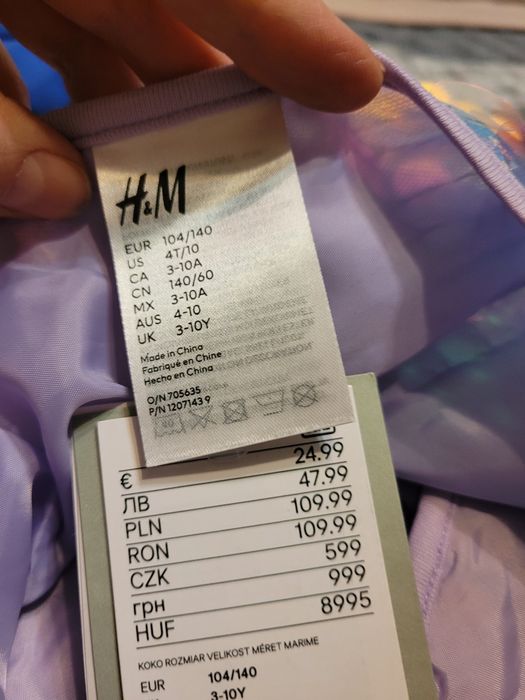 H&M
EUR 104/140
US 4T/10
CA 3-10A
CN 140/60
MX 3-10A
AUS 4-10
UK 3-10Y
Made in China
Fabriqué en Chine
Hecho en China
O/N 705635
P/N 1207143 9
€ 24.99
ЛВ 47.99
PLN 109.99
RON 109.99
CZK 599
грн 999
HUF 8995
KOKO ROZMIAR VELIKOST MÉRET MARIME
EUR 104/140
3-10Y